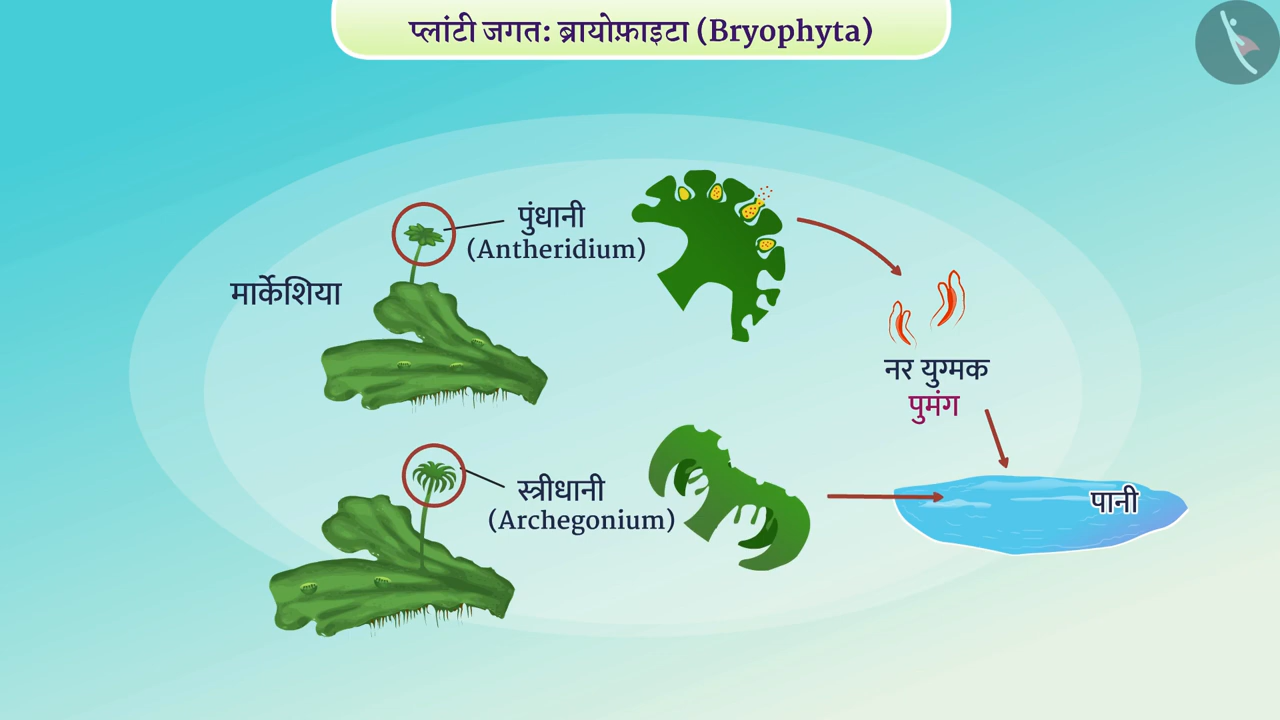 प्लांटी जगत: ब्रायोफ़ाइटा (Bryophyta)
पुंधानी
(Antheridium)
मार्केशिया
नर युग्मक
पुमंग
स्त्रीधानी
(Archegonium)
पानी